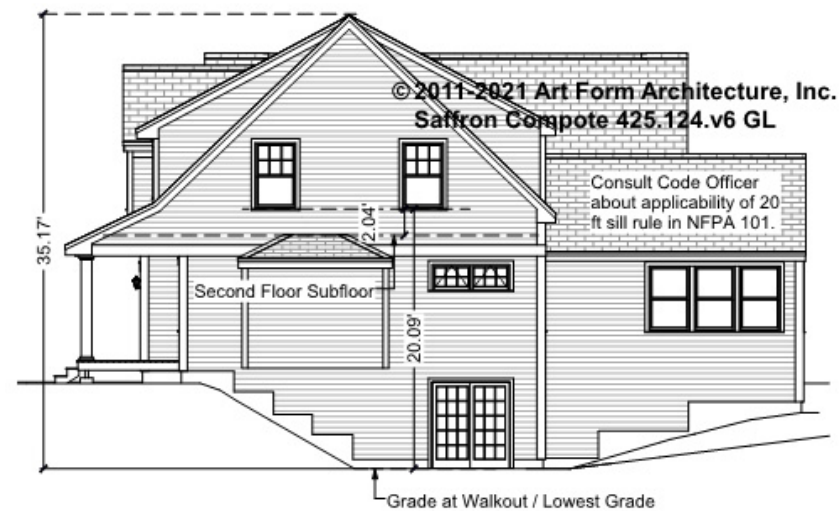 ©2011-2021 Art Form Architecture, Inc.
Saffron Compote 425.124.v6 GL
Consult Code Officer
about applicability of 20
ft sill rule in NFPA 101.
35.17'
2.04'
Second Floor Subfloor
20.09'
Grade at Walkout / Lowest Grade